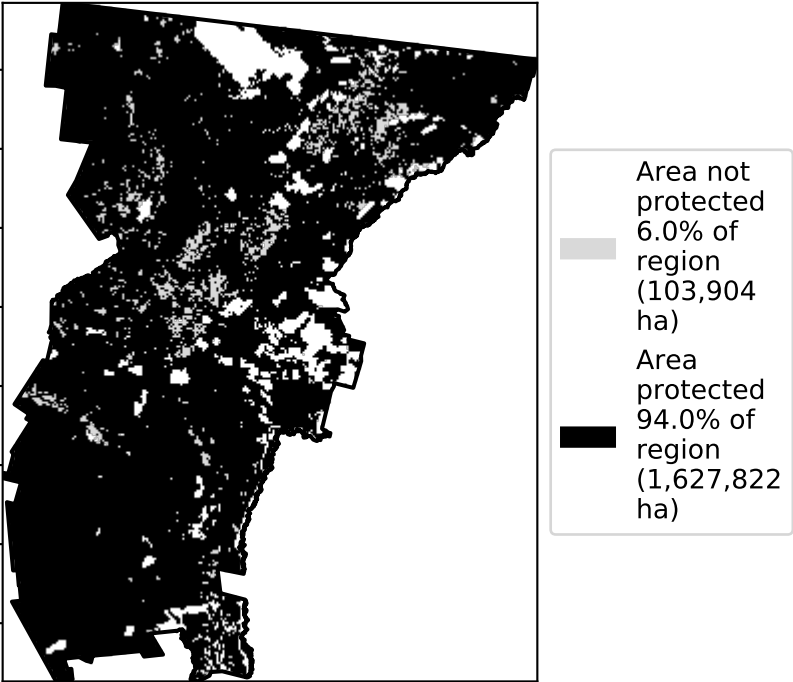 Area not
protected
6.0% of
region
(103,904
ha)
Area
protected
94.0% of
region
(1,627,822
ha)